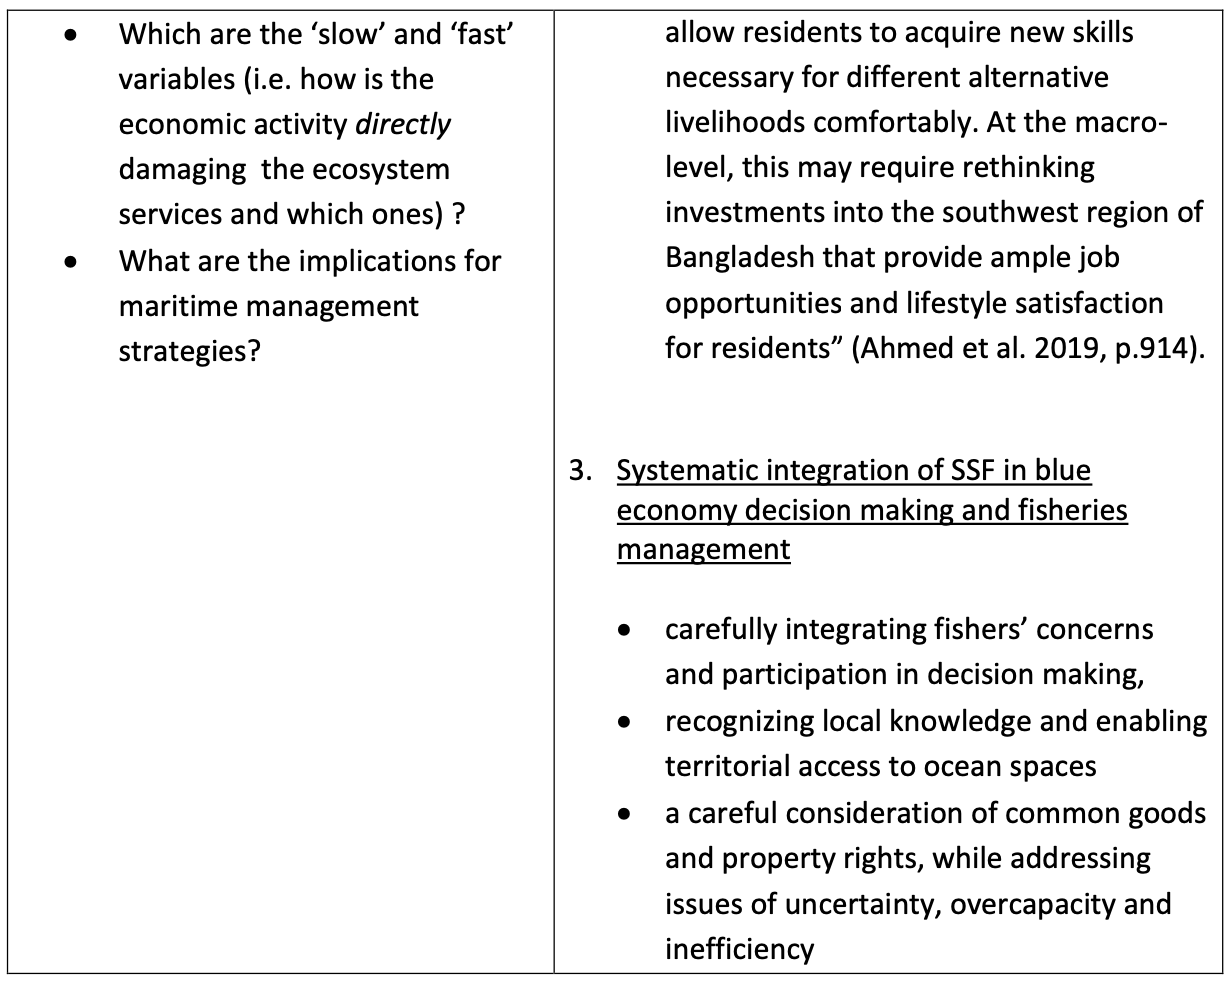 • Which are the ‘slow’ and ‘fast’
variables (i.e. how is the
economic activity directly
damaging  the ecosystem
services and which ones) ?
• What are the implications for
maritime management
strategies?
allow residents to acquire new skills
necessary for different alternative
livelihoods comfortably. At the macro-
level, this may require rethinking
investments into the southwest region of
Bangladesh that provide ample job
opportunities and lifestyle satisfaction
for residents” (Ahmed et al. 2019, p.914).
3. Systematic integration of SSF in blue
economy decision making and fisheries
management
• carefully integrating fishers’ concerns
and participation in decision making,
• recognizing local knowledge and enabling
territorial access to ocean spaces
• a careful consideration of common goods
and property rights, while addressing
issues of uncertainty, overcapacity and
inefficiency